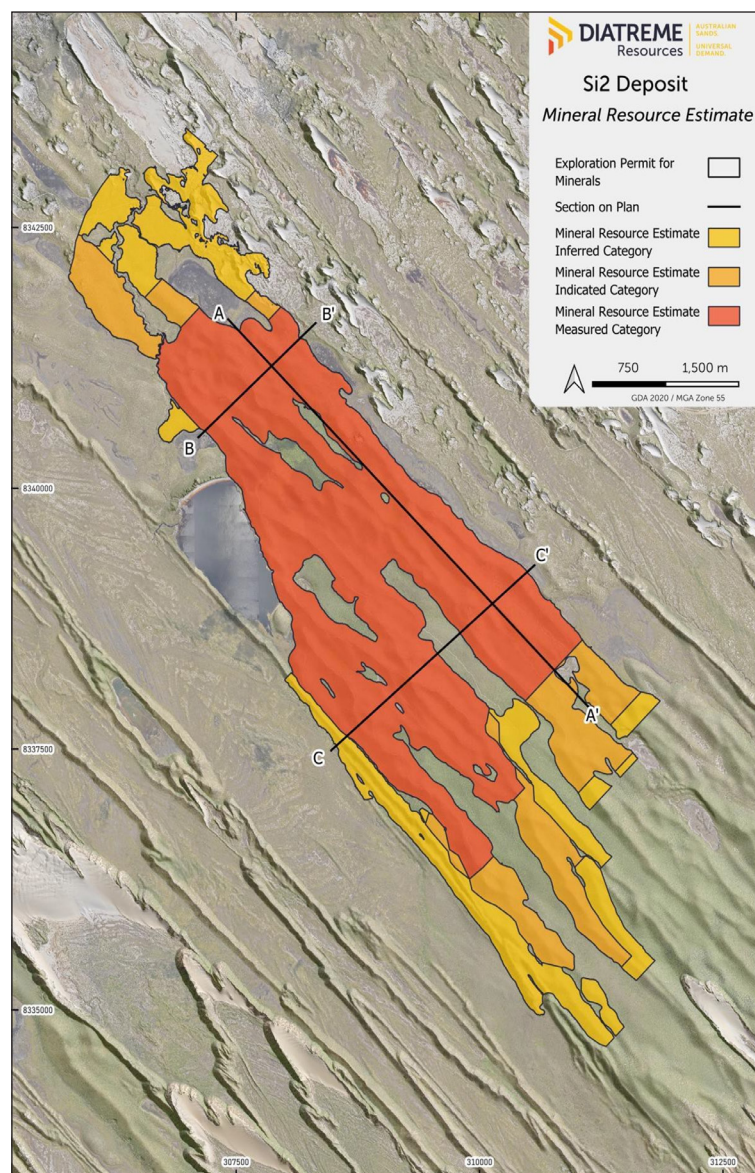 DIATREME
Resources
AUSTRALIAN
SANDS.
UNIVERSAL
DEMAND.
Si2 Deposit
Mineral Resource Estimate
Exploration Permit for
Minerals
Section on Plan
Mineral Resource Estimate
Inferred Category
Mineral Resource Estimate
Indicated Category
Mineral Resource Estimate
Measured Category
750 1,500 m
GDA 2020 / MGA Zone 55
8342500
A
B'
B
8340000
C'
A'
8337500
C
8335000
307500 310000 312500